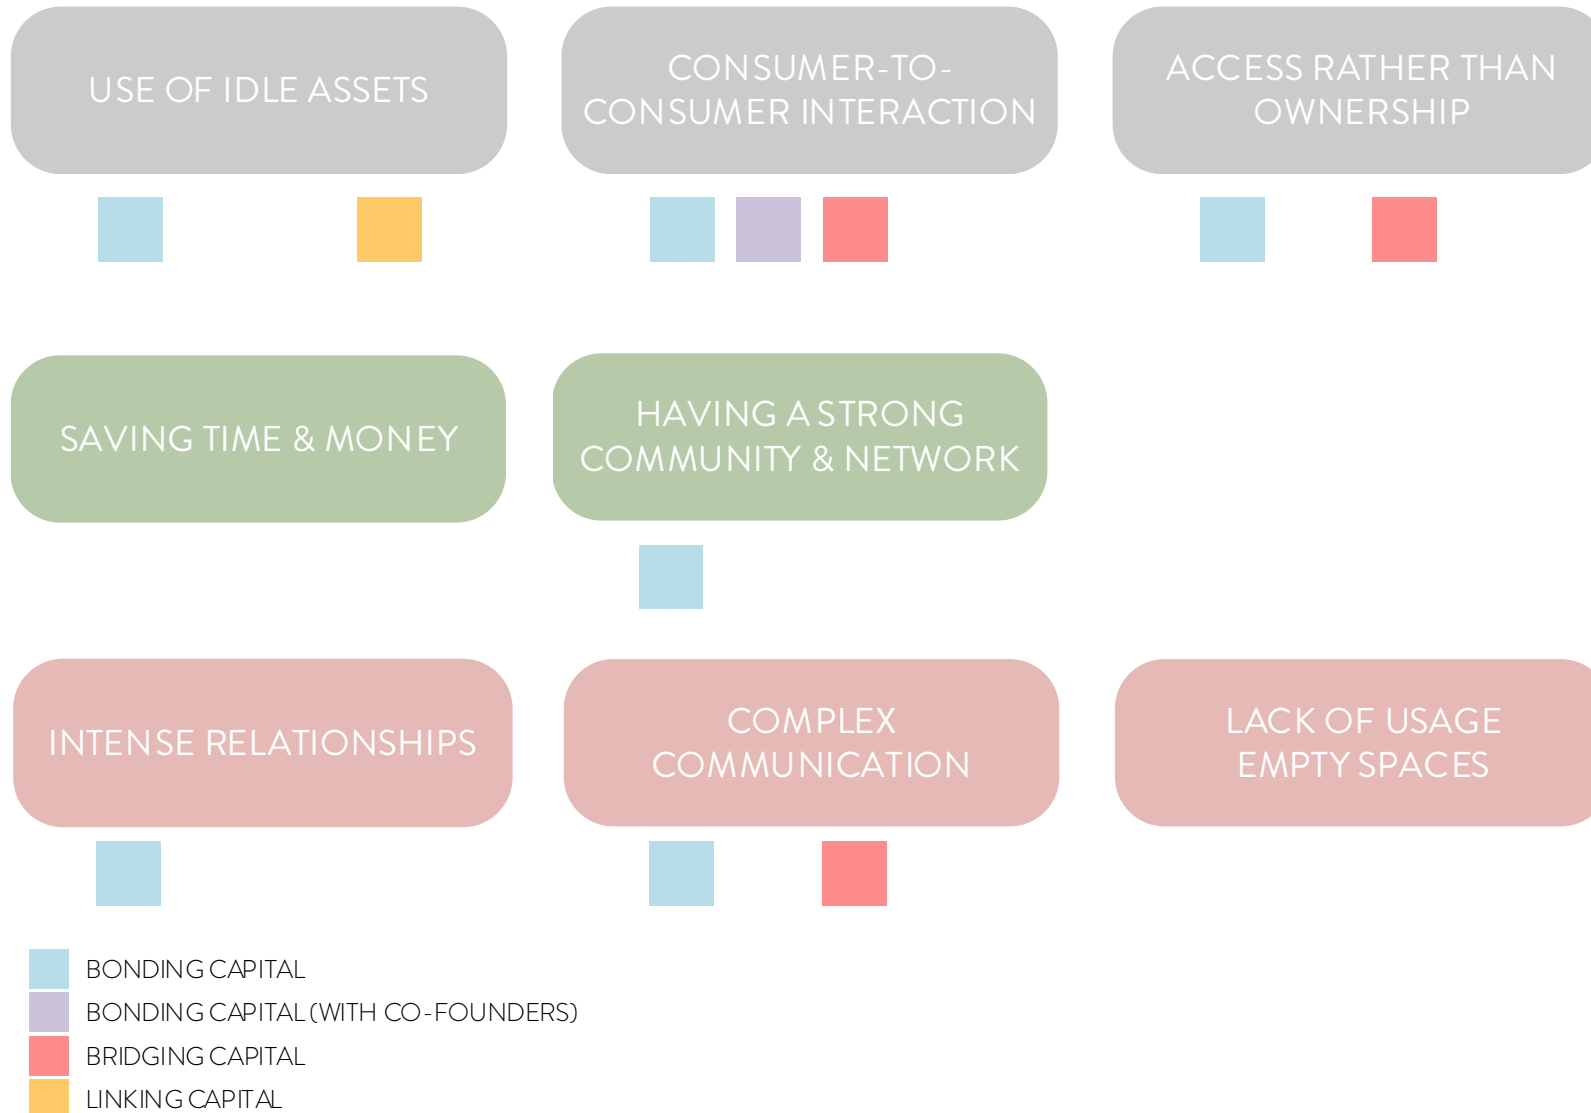 USE OF IDLE ASSETS
CONSUMER-TO-
CONSUMER INTERACTION
ACCESS RATHER THAN
OWNERSHIP
SAVING TIME & MONEY
HAVING A STRONG
COMMUNITY & NETWORK
INTENSE RELATIONSHIPS
COMPLEX
COMMUNICATION
LACK OF USAGE
EMPTY SPACES
BONDING CAPITAL
BONDING CAPITAL (WITH CO-FOUNDERS)
BRIDGING CAPITAL
LINKING CAPITAL